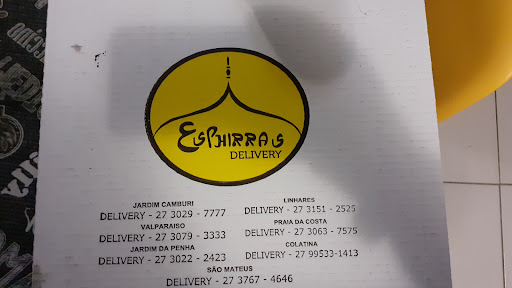 Esphirras
DELIVERY
JARDIM CAMBURI
DELIVERY - 27 3029 - 7777
VALPARAISO
DELIVERY - 27 3079 - 3333
JARDIM DA PENHA
DELIVERY - 27 3022 - 2423
LINHARES
DELIVERY - 27 3151 - 2525
PRAIA DA COSTA
DELIVERY - 27 3063 - 7575
COLATINA
DELIVERY - 27 99533-1413
SÃO MATEUS
DELIVERY - 27 3767 - 4646